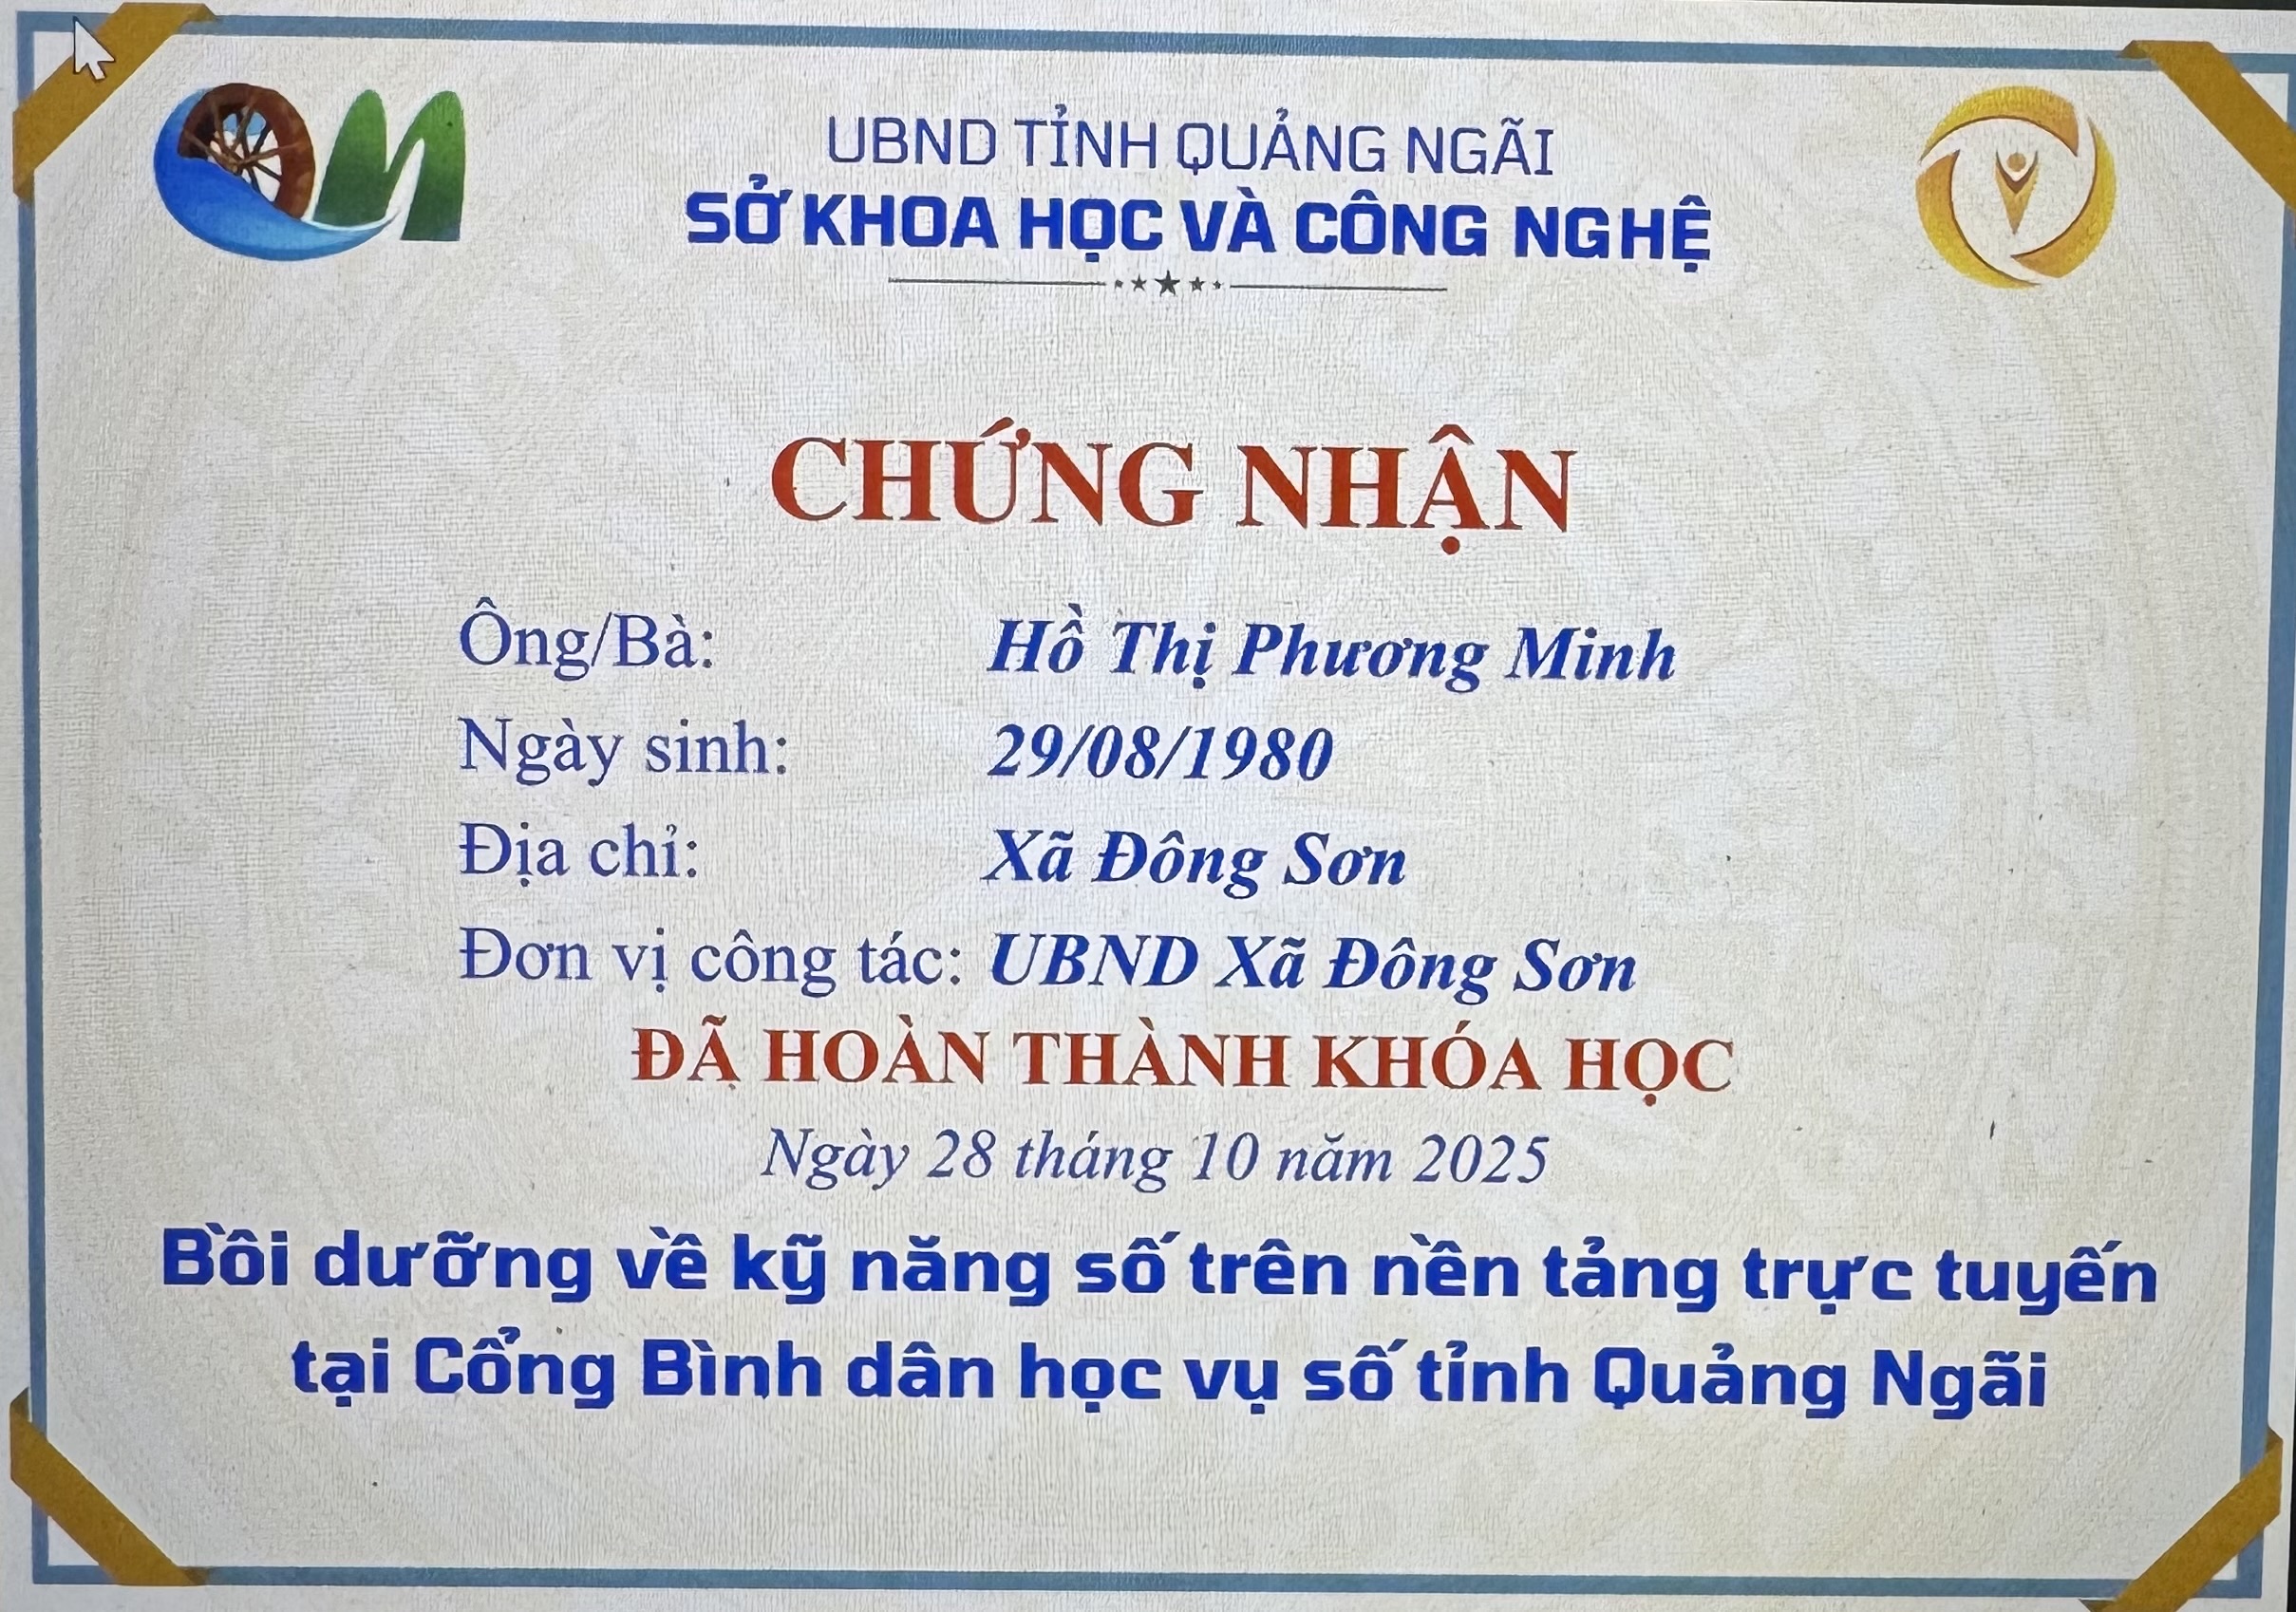 UBND TỈNH QUẢNG NGÃI
SỞ KHOA HỌC VÀ CÔNG NGHỆ
CHỨNG NHẬN
Ông/Bà: Hồ Thị Phương Minh
Ngày sinh: 29/08/1980
Địa chỉ: Xã Đông Sơn
Đơn vị công tác: UBND Xã Đông Sơn
ĐÃ HOÀN THÀNH KHÓA HỌC
Ngày 28 tháng 10 năm 2025
Bồi dưỡng về kỹ năng số trên nền tảng trực tuyến
tại Cổng Bình dân học vụ số tỉnh Quảng Ngãi